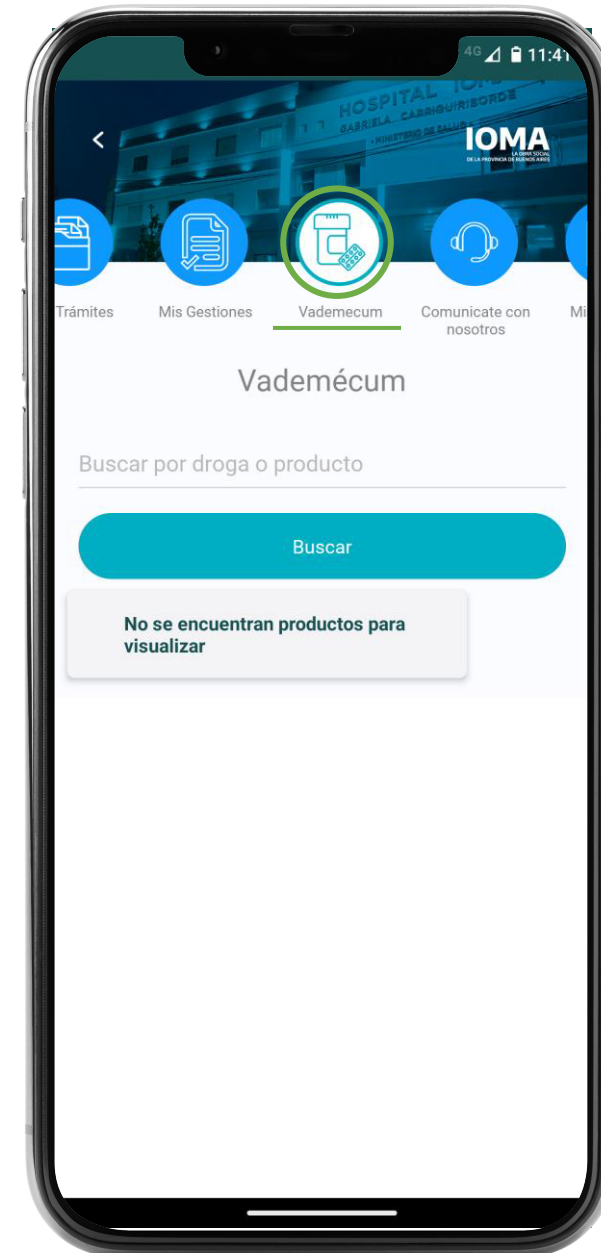 4G 11:41
HOSPITAL
GABRIELA CARRIQUIRIBORDE
• MINISTERIO DE SALUD •
IOMA
LA OBRA SOCIAL
DE LA PROVINCIA DE BUENOS AIRES
Trámites
Mis Gestiones
Vademecum
Comunicate con
nosotros
Mi
Vademécum
Buscar por droga o producto
Buscar
No se encuentran productos para
visualizar